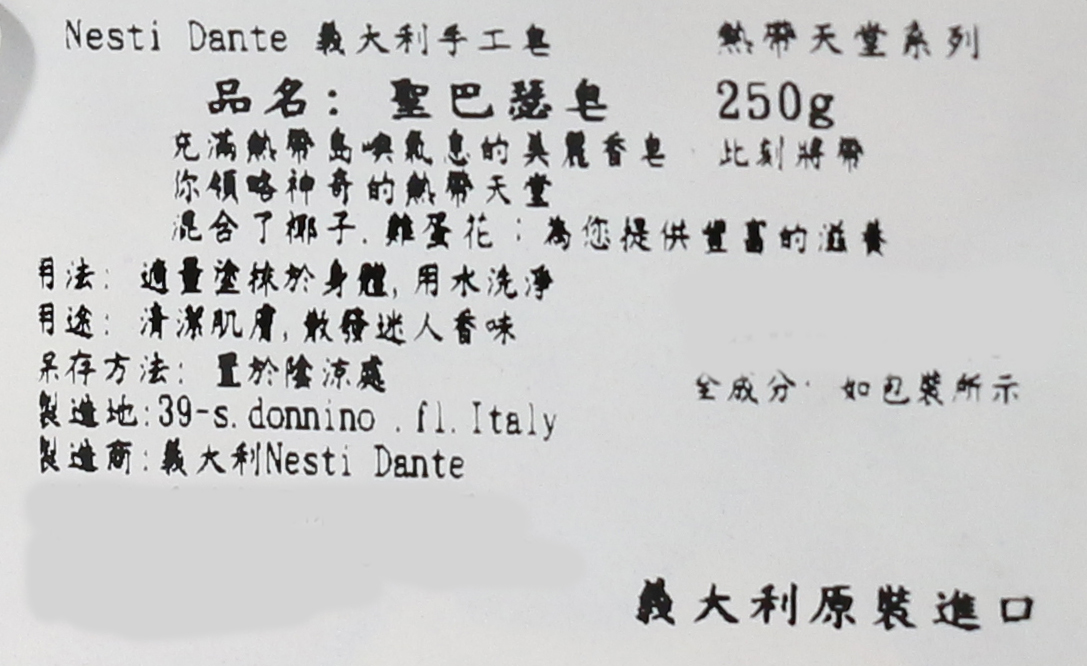 Nesti Dante 義大利手工皂 熱帶天堂系列
品名: 聖巴瑟皂 250g
充滿熱帶島嶼氣息的美麗香皂 此刻將帶
你領略神奇的熱帶天堂
混合了椰子.雞蛋花;為您提供豐富的滋養
用法: 適量塗抹於身體,用水洗淨
用途: 清潔肌膚,散發迷人香味
保存方法: 置於陰涼處 全成分: 如包裝所示
製造地:39-s.donnino .fl.Italy
製造商:義大利Nesti Dante
義大利原裝進口